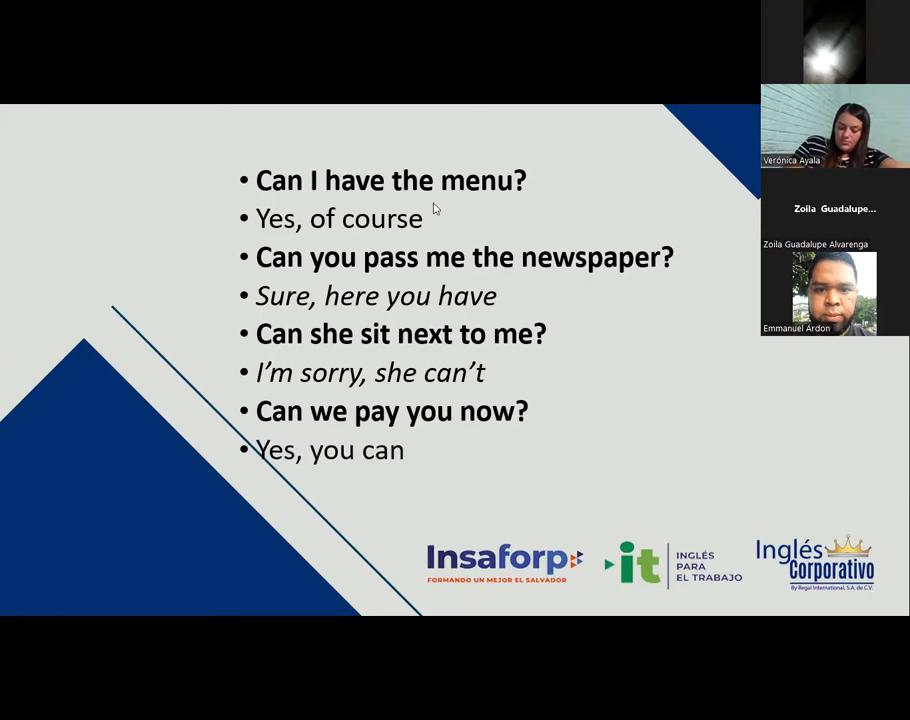 • Can I have the menu?
• Yes, of course
• Can you pass me the newspaper?
• Sure, here you have
• Can she sit next to me?
• I'm sorry, she can't
• Can we pay you now?
• Yes, you can
Insaforp
FORMANDO UN MEJOR EL SALVADOR
it
INGLÉS
PARA
EL TRABAJO
Inglés
Corporativo
By Regal International, S.A. de C.V.
Verónica Ayala
Zoila Guadalupe...
Zoila Guadalupe Alvarenga
Emmanuel Ardon